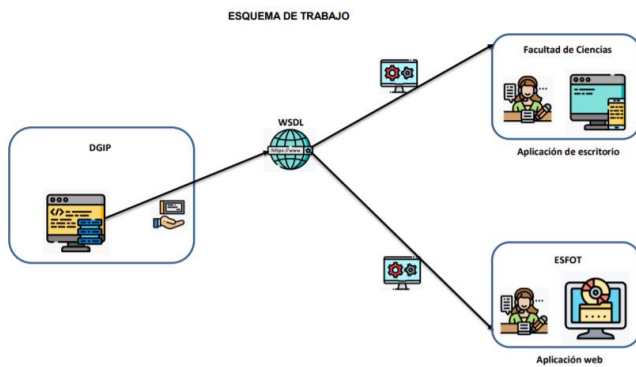 ESQUEMA DE TRABAJO
Facultad de Ciencias
WSDL
https://www
DGIP
Aplicación de escritorio
ESFOT
Aplicación web